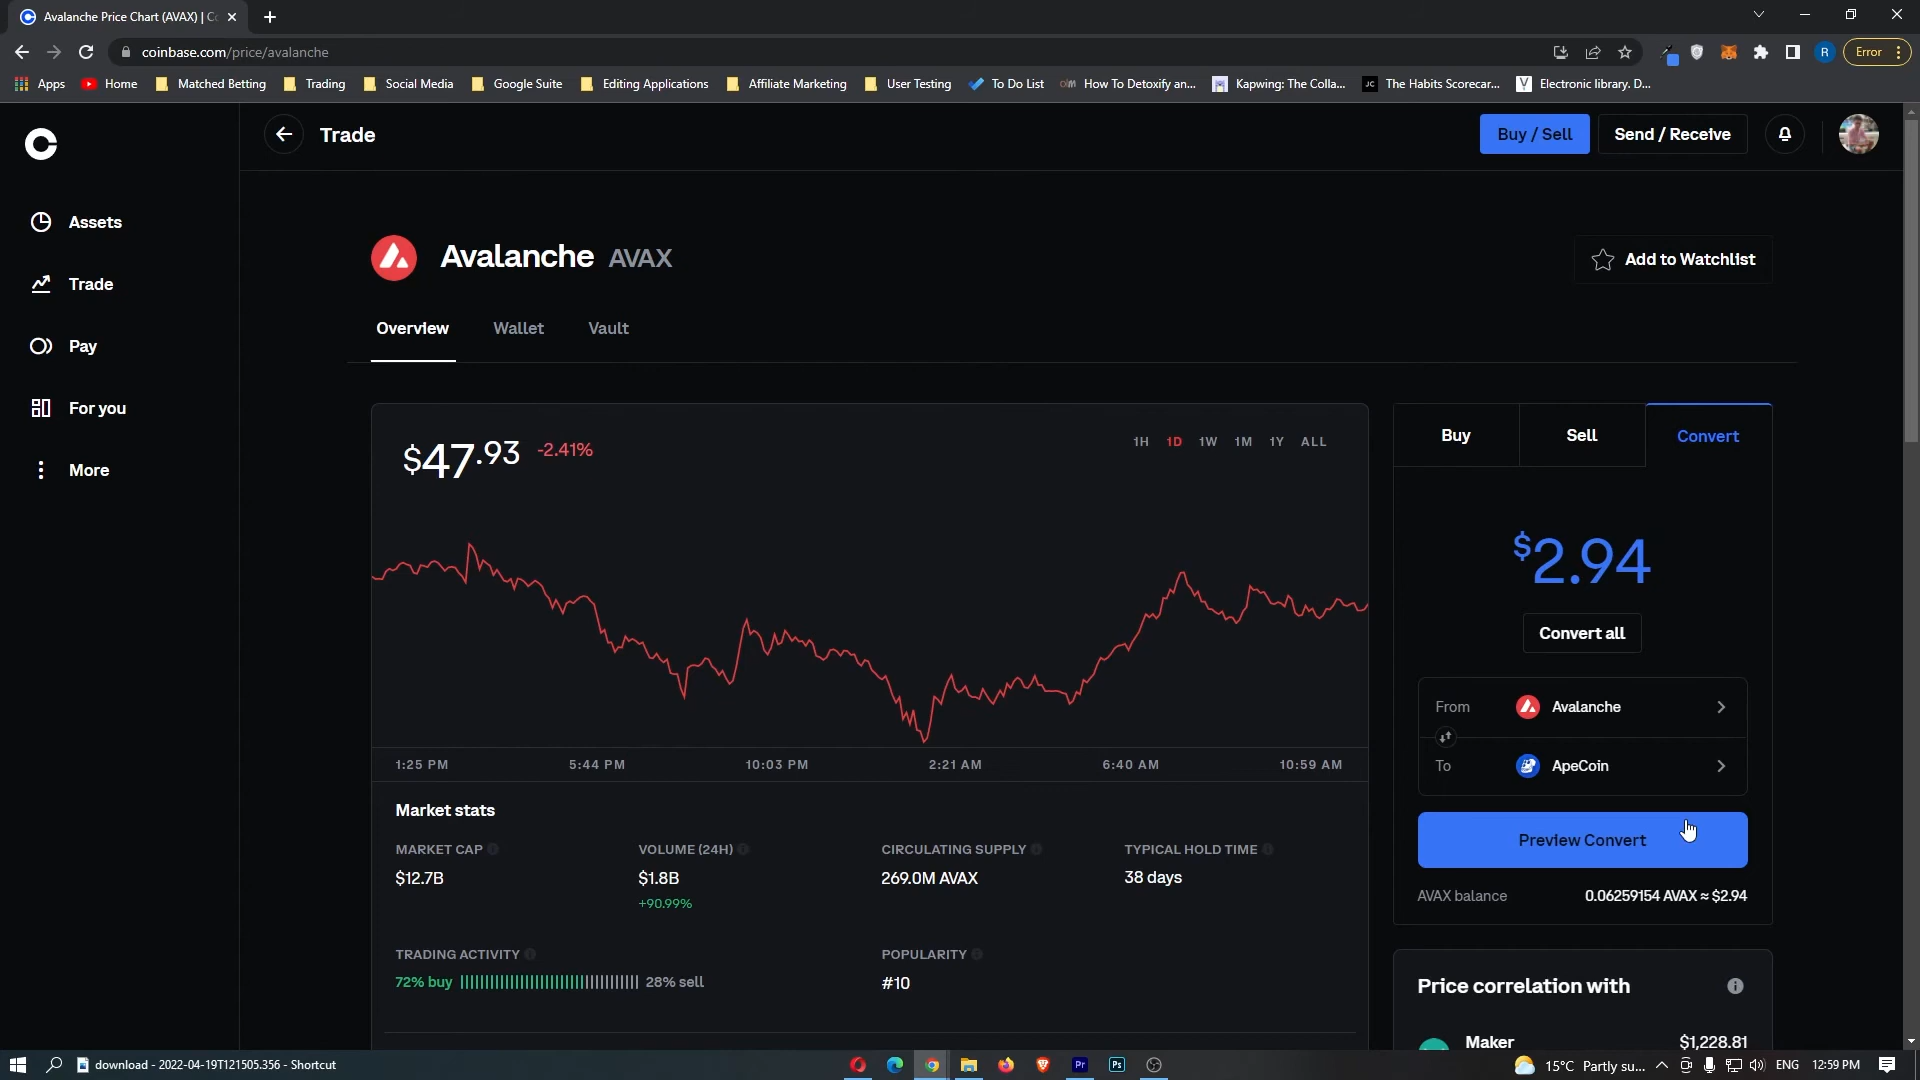 Avalanche Price Chart (AVAX) | Co
coinbase.com/price/avalanche
R
Error
Apps
Home
Matched Betting
Trading
Social Media
Google Suite
Editing Applications
Affiliate Marketing
User Testing
To Do List
How To Detoxify an...
Kapwing: The Colla...
The Habits Scorecar...
Electronic library. D...
Trade
Buy / Sell
Send / Receive
Assets
Trade
Pay
For you
More
Avalanche AVAX
Add to Watchlist
Overview
Wallet
Vault
$47.93 -2.41%
1H 1D 1W 1M 1Y ALL
1:25 PM 5:44 PM 10:03 PM 2:21 AM 6:40 AM 10:59 AM
Buy
Sell
Convert
$2.94
Convert all
From Avalanche
To ApeCoin
Preview Convert
AVAX balance 0.06259154 AVAX ≈ $2.94
Market stats
MARKET CAP
$12.7B
VOLUME (24H)
$1.8B
+90.99%
CIRCULATING SUPPLY
269.0M AVAX
TYPICAL HOLD TIME
38 days
TRADING ACTIVITY
72% buy 28% sell
POPULARITY
#10
Price correlation with
Maker $1,228.81
download - 2022-04-19T121505.356 - Shortcut
Pr
Ps
15°C Partly su...
ENG
12:59 PM